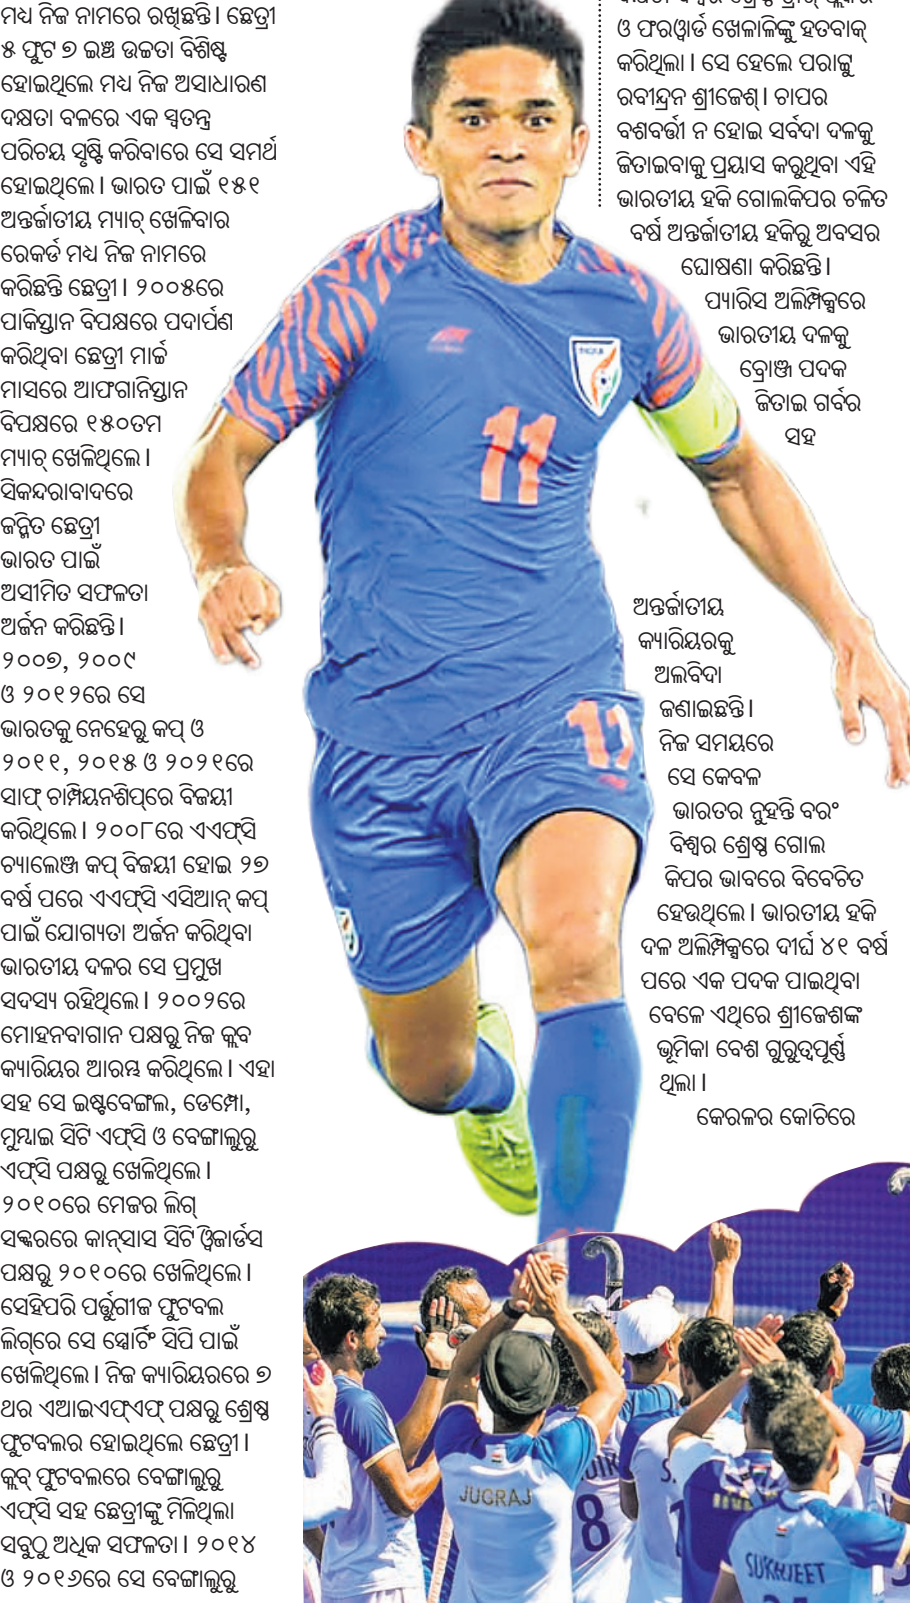 ମଧ୍ୟ ନିଜ ନାମରେ ରଖିଛନ୍ତି। ଛେତ୍ରୀ
୫ ଫୁଟ ୭ ଇଞ୍ଚ ଉଚ୍ଚତା ବିଶିଷ୍ଟ
ହୋଇଥିଲେ ମଧ୍ୟ ନିଜ ଅସାଧାରଣ
ଦକ୍ଷତା ବଳରେ ଏକ ସ୍ୱତନ୍ତ୍ର
ପରିଚୟ ସୃଷ୍ଟି କରିବାରେ ସେ ସମର୍ଥ
ହୋଇଥିଲେ। ଭାରତ ପାଇଁ ୧୫୧
ଅନ୍ତର୍ଜାତୀୟ ମ୍ୟାଚ୍ ଖେଳିବାର
ରେକର୍ଡ ମଧ୍ୟ ନିଜ ନାମରେ
କରିଛନ୍ତି ଛେତ୍ରୀ। ୨୦୦୫ରେ
ପାକିସ୍ତାନ ବିପକ୍ଷରେ ପଦାର୍ପଣ
କରିଥିବା ଛେତ୍ରୀ ମାର୍ଚ୍ଚ
ମାସରେ ଆଫଗାନିସ୍ତାନ
ବିପକ୍ଷରେ ୧୫୦ତମ
ମ୍ୟାଚ୍ ଖେଳିଥିଲେ।
ସିକନ୍ଦରାବାଦରେ
ଜନ୍ମିତ ଛେତ୍ରୀ
ଭାରତ ପାଇଁ
ଅସୀମିତ ସଫଳତା
ଅର୍ଜନ କରିଛନ୍ତି।
୨୦୦୭, ୨୦୦୯
ଓ ୨୦୧୨ରେ ସେ
ଭାରତକୁ ନେହେରୁ କପ୍ ଓ
୨୦୧୧, ୨୦୧୫ ଓ ୨୦୨୧ରେ
ସାଫ୍ ଚାମ୍ପିୟନଶିପ୍‌ରେ ବିଜୟୀ
କରିଥିଲେ। ୨୦୦୮ରେ ଏଏଫ୍‌ସି
ଚ୍ୟାଲେଞ୍ଜ କପ୍ ବିଜୟୀ ହୋଇ ୨୭
ବର୍ଷ ପରେ ଏଏଫ୍‌ସି ଏସିଆନ୍ କପ୍
ପାଇଁ ଯୋଗ୍ୟତା ଅର୍ଜନ କରିଥିବା
ଭାରତୀୟ ଦଳର ସେ ପ୍ରମୁଖ
ସଦସ୍ୟ ରହିଥିଲେ। ୨୦୦୨ରେ
ମୋହନବାଗାନ ପକ୍ଷରୁ ନିଜ କ୍ଲବ
କ୍ୟାରିୟର ଆରମ୍ଭ କରିଥିଲେ। ଏହା
ସହ ସେ ଇଷ୍ଟବେଙ୍ଗଲ, ଡେମ୍ପୋ,
ମୁମ୍ବାଇ ସିଟି ଏଫ୍‌ସି ଓ ବେଙ୍ଗାଲୁରୁ
ଏଫ୍‌ସି ପକ୍ଷରୁ ଖେଳିଥିଲେ।
୨୦୧୦ରେ ମେଜର ଲିଗ୍
ସକ୍କରରେ କାନ୍‌ସାସ ସିଟି ୱିଜାର୍ଡସ
ପକ୍ଷରୁ ୨୦୧୦ରେ ଖେଳିଥିଲେ।
ସେହିପରି ପର୍ତ୍ତୁଗୀଜ ଫୁଟବଲ
ଲିଗ୍‌ରେ ସେ ସ୍ପୋର୍ଟିଂ ସିପି ପାଇଁ
ଖେଳିଥିଲେ। ନିଜ କ୍ୟାରିୟରରେ ୭
ଥର ଏଆଇଏଫ୍‌ଏଫ୍ ପକ୍ଷରୁ ଶ୍ରେଷ୍ଠ
ଫୁଟବଲର ହୋଇଥିଲେ ଛେତ୍ରୀ।
କ୍ଲବ୍ ଫୁଟବଲରେ ବେଙ୍ଗାଲୁରୁ
ଏଫ୍‌ସି ସହ ଛେତ୍ରୀଙ୍କୁ ମିଳିଥିଲା
ସବୁଠୁ ଅଧିକ ସଫଳତା। ୨୦୧୪
ଓ ୨୦୧୬ରେ ସେ ବେଙ୍ଗାଲୁରୁ
ଓ ଫରୱାର୍ଡ ଖେଳାଳିଙ୍କୁ ହତବାକ୍
କରିଥିଲା। ସେ ହେଲେ ପରାଟ୍ଟୁ
ରବୀନ୍ଦ୍ରନ ଶ୍ରୀଜେଶ୍। ଚାପର
ବଶବର୍ତ୍ତୀ ନ ହୋଇ ସର୍ବଦା ଦଳକୁ
ଜିତାଇବାକୁ ପ୍ରୟାସ କରୁଥିବା ଏହି
ଭାରତୀୟ ହକି ଗୋଲକିପର ଚଳିତ
ବର୍ଷ ଅନ୍ତର୍ଜାତୀୟ ହକିରୁ ଅବସର
ଘୋଷଣା କରିଛନ୍ତି।
ପ୍ୟାରିସ ଅଲିମ୍ପିକ୍ସରେ
ଭାରତୀୟ ଦଳକୁ
ବ୍ରୋଞ୍ଜ ପଦକ
ଜିତାଇ ଗର୍ବର
ସହ
ଅନ୍ତର୍ଜାତୀୟ
କ୍ୟାରିୟରକୁ
ଅଲବିଦା
ଜଣାଇଛନ୍ତି।
ନିଜ ସମୟରେ
ସେ କେବଳ
ଭାରତର ନୁହନ୍ତି ବରଂ
ବିଶ୍ୱର ଶ୍ରେଷ୍ଠ ଗୋଲ
କିପର ଭାବରେ ବିବେଚିତ
ହେଉଥିଲେ। ଭାରତୀୟ ହକି
ଦଳ ଅଲିମ୍ପିକ୍ସରେ ଦୀର୍ଘ ୪୧ ବର୍ଷ
ପରେ ଏକ ପଦକ ପାଇଥିବା
ବେଳେ ଏଥିରେ ଶ୍ରୀଜେଶଙ୍କ
ଭୂମିକା ବେଶ ଗୁରୁତ୍ୱପୂର୍ଣ୍ଣ
ଥିଲା।
କେରଳର କୋଚିରେ
INDIA
11
11
JUGRAJ
8
SUKHJEET